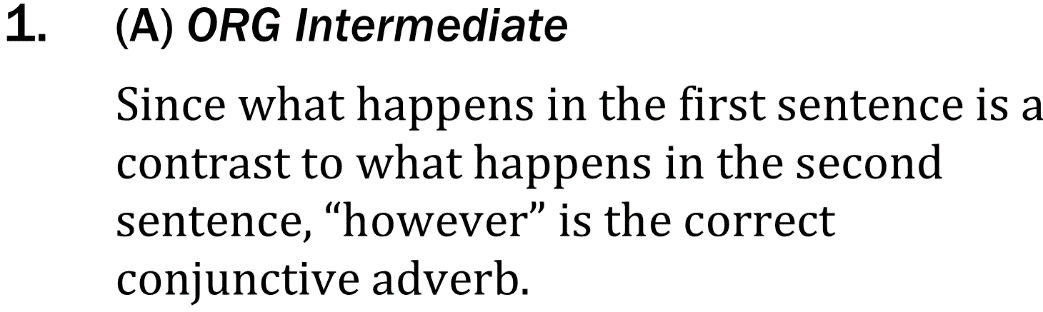 1. (A) ORG Intermediate
Since what happens in the first sentence is a
contrast to what happens in the second
sentence, “however” is the correct
conjunctive adverb.